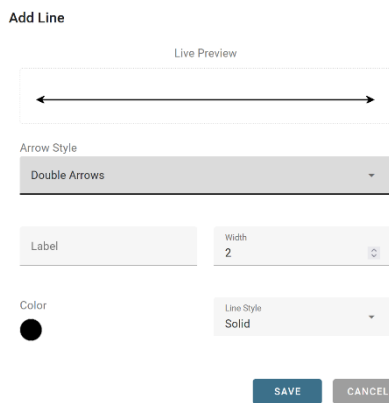 Add Line
Live Preview
Arrow Style
Double Arrows
Label
Width
2
Color
Line Style
Solid
SAVE
CANCEL